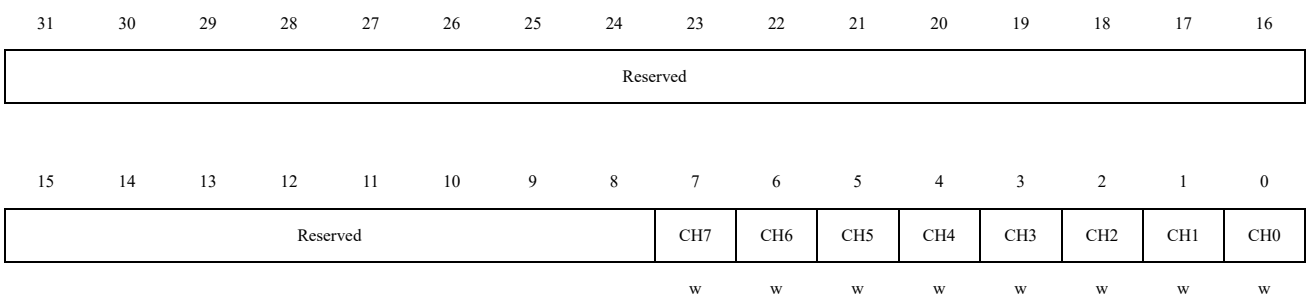 31 30 29 28 27 26 25 24 23 22 21 20 19 18 17 16
Reserved
15 14 13 12 11 10 9 8 7 6 5 4 3 2 1 0
Reserved CH7 CH6 CH5 CH4 CH3 CH2 CH1 CH0
w w w w w w w w